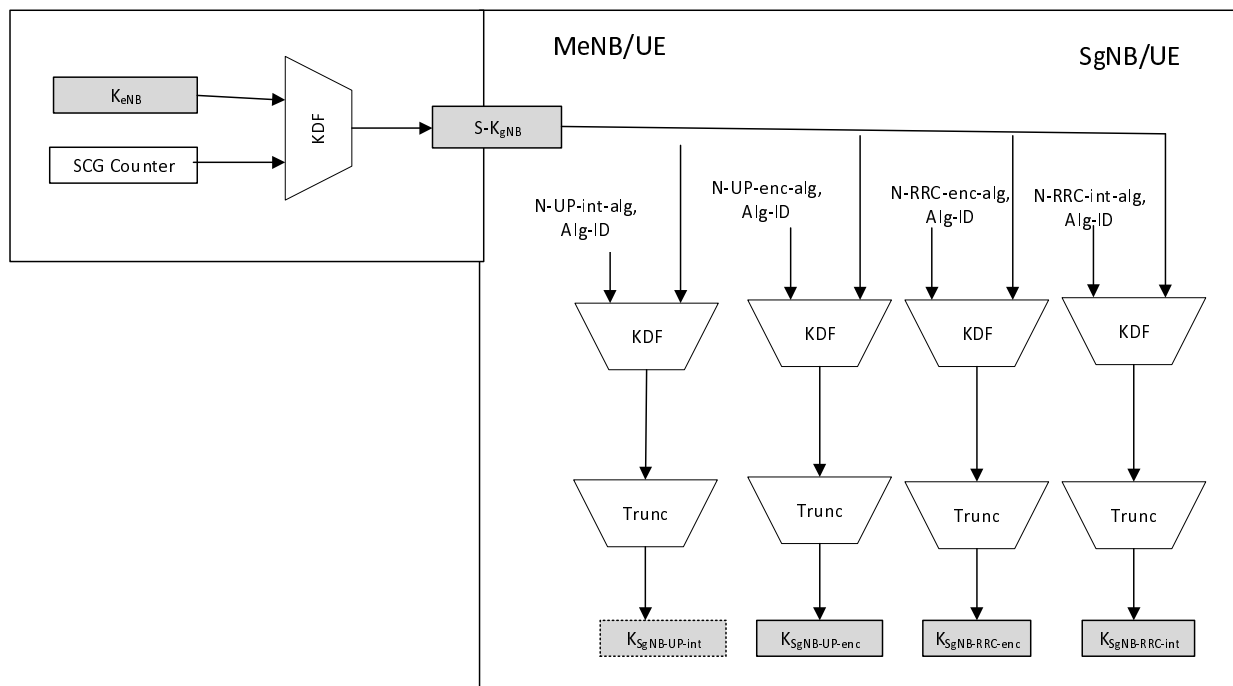 MeNB/UE
SgNB/UE
KeNB
KDF
S-KgNB
SCG Counter
N-UP-int-alg,
Alg-ID
N-UP-enc-alg,
Alg-ID
N-RRC-enc-alg,
Alg-ID
N-RRC-int-alg,
Alg-ID
KDF
KDF
KDF
KDF
Trunc
Trunc
Trunc
Trunc
KSgNB-UP-int
KSgNB-UP-enc
KSgNB-RRC-enc
KSgNB-RRC-int